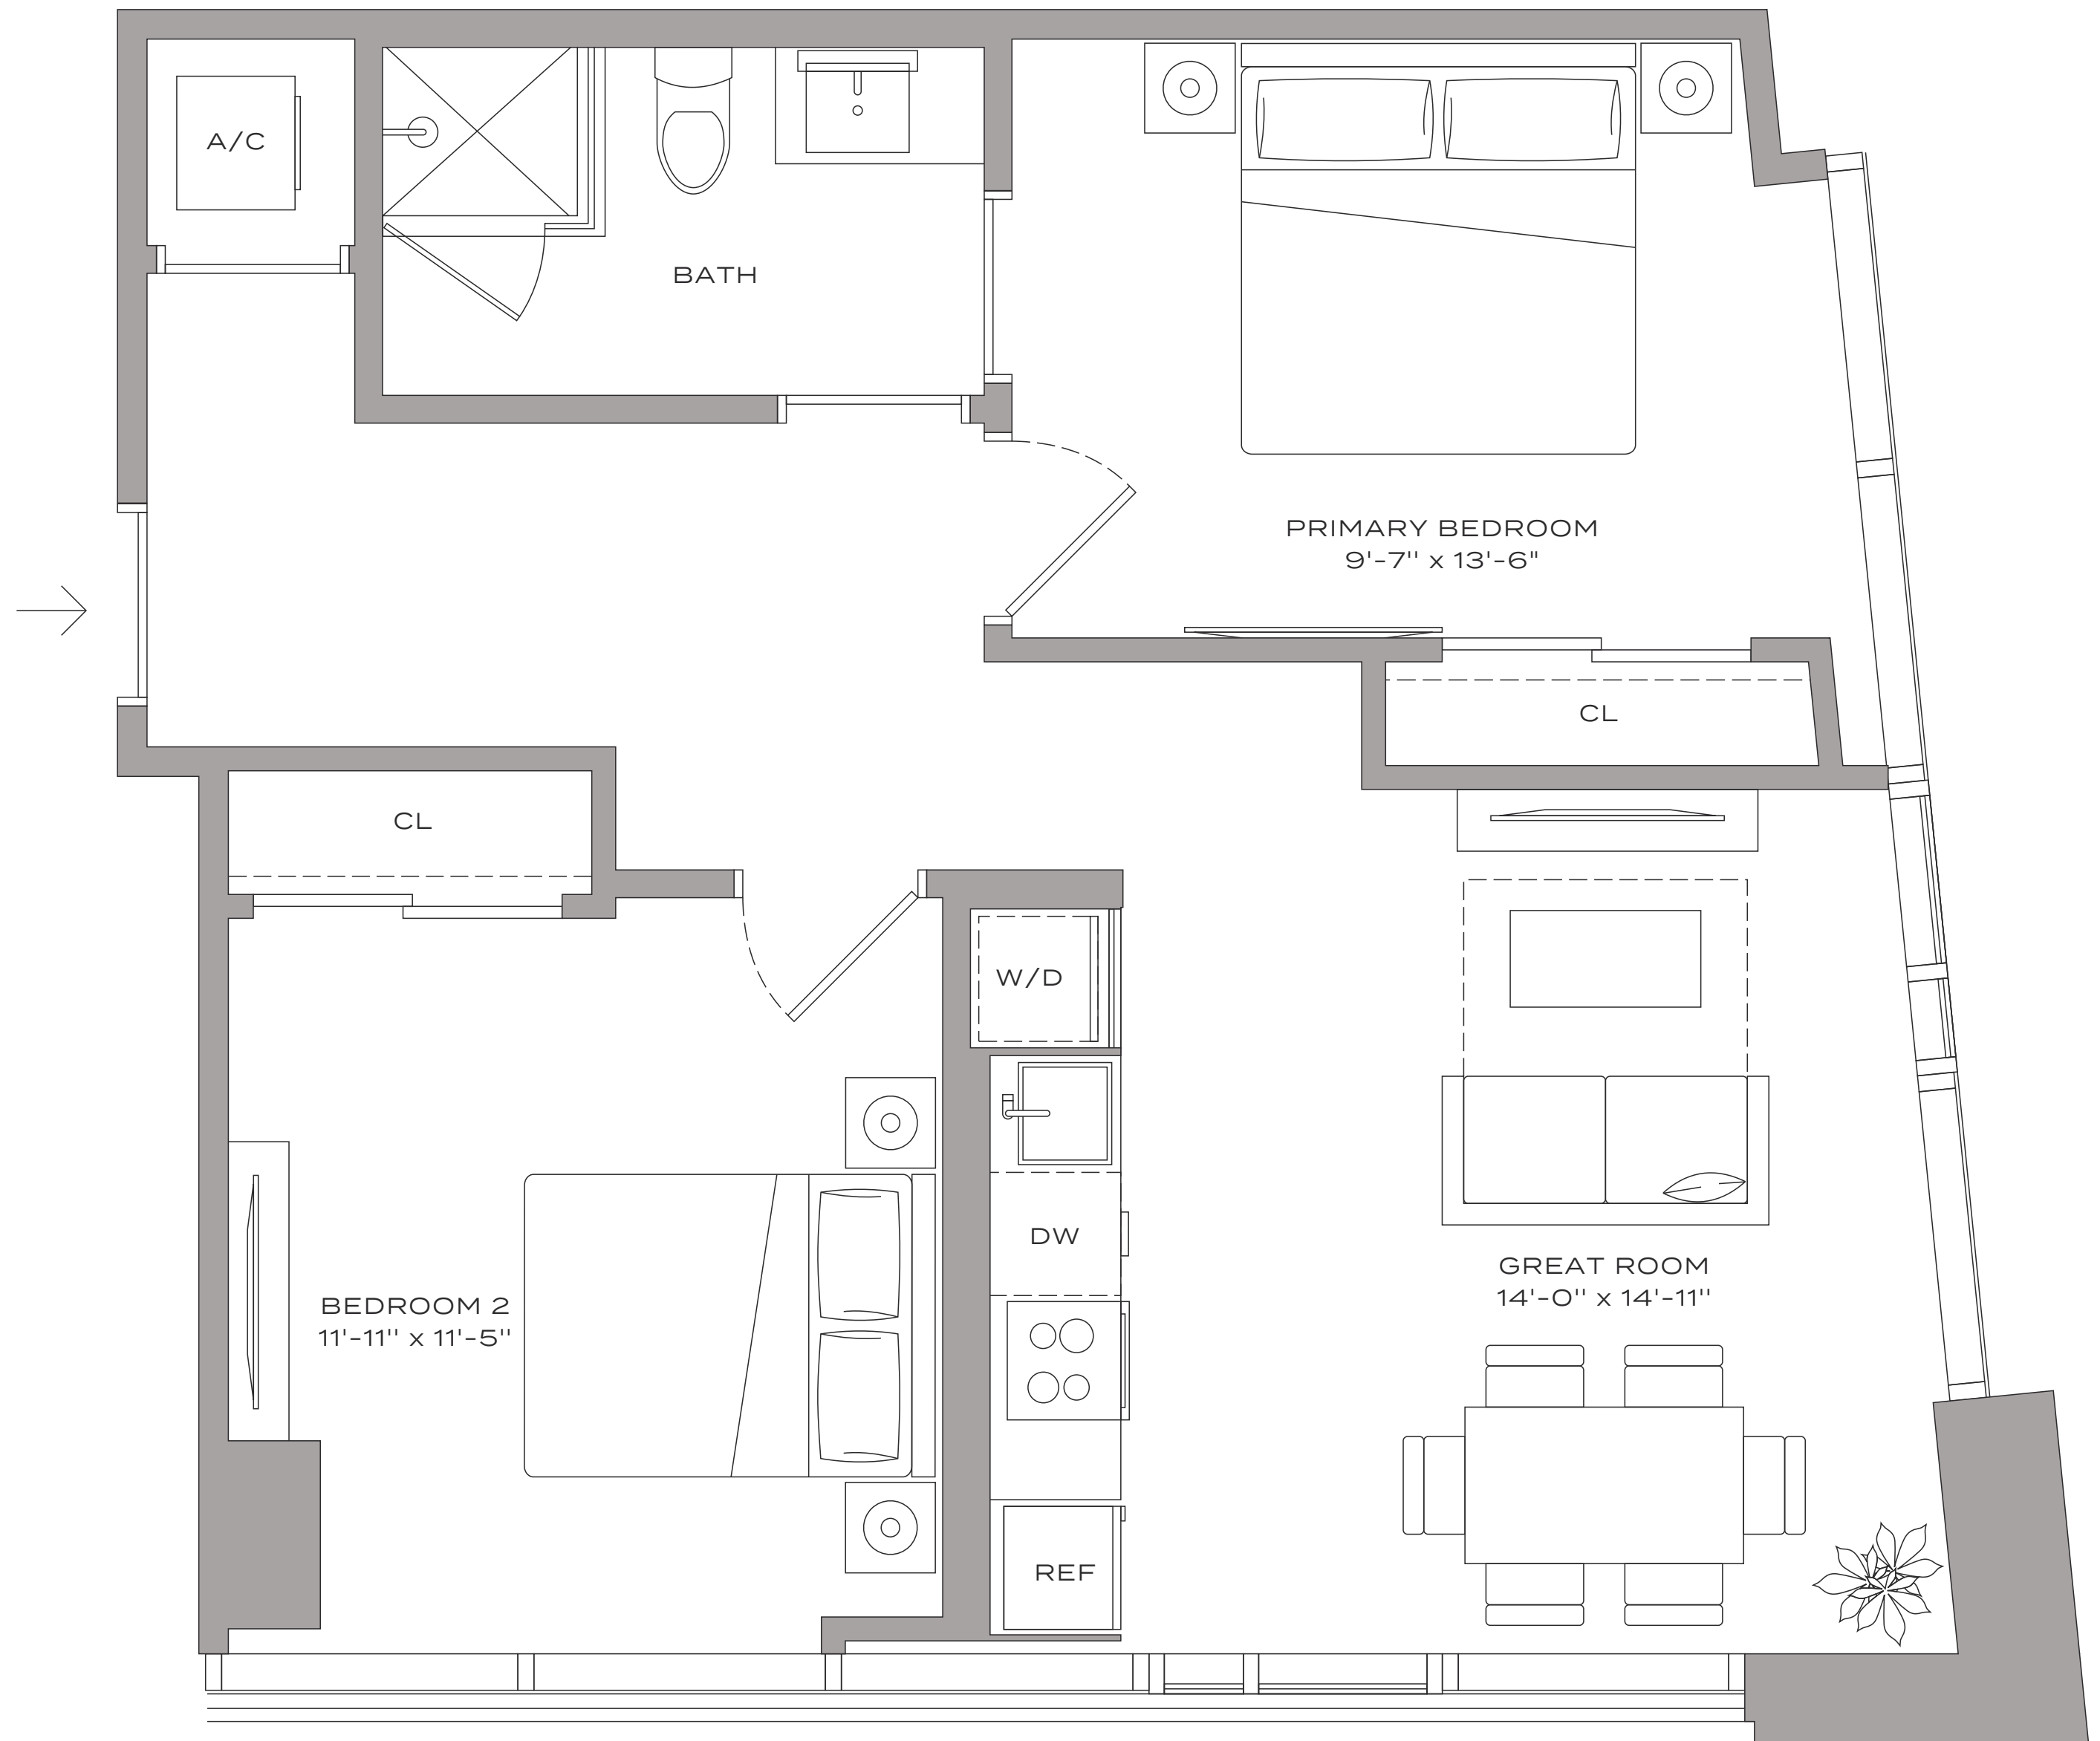 A/C
BATH
PRIMARY BEDROOM
9'-7'' x 13'-6"
CL
CL
W/D
DW
GREAT ROOM
14'-0'' x 14'-11''
BEDROOM 2
11'-11'' x 11'-5''
REF